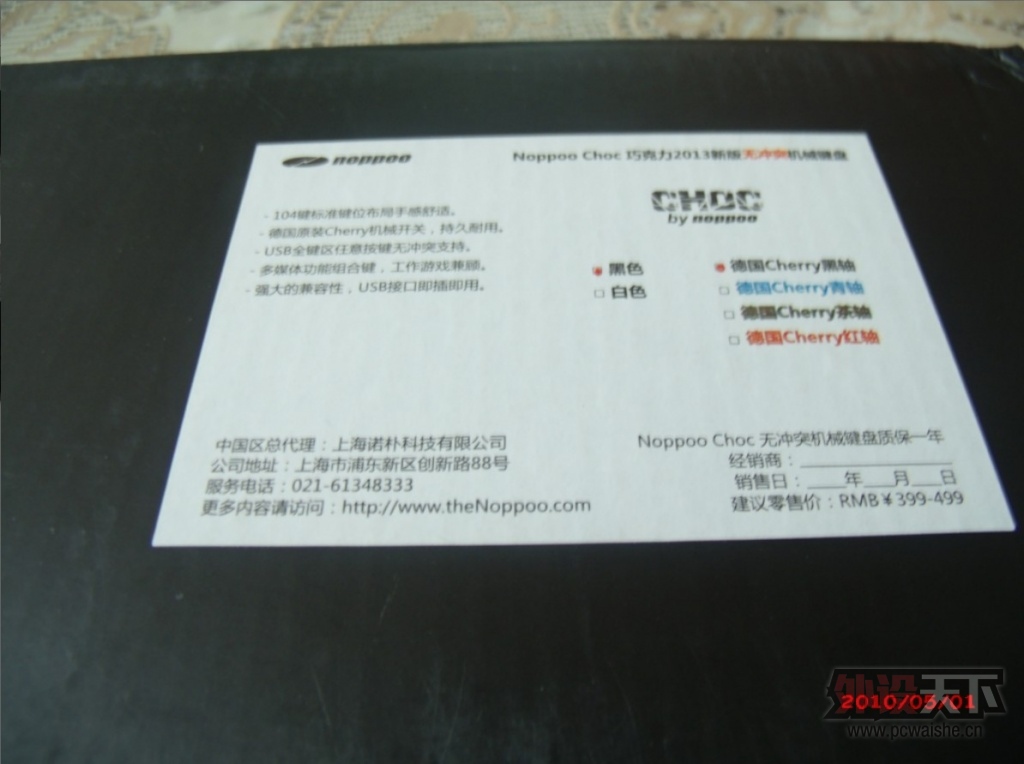 noppoo
Noppoo Choc 巧克力2013新版无冲突机械键盘
CHOC
by noppoo
- 104键标准键位布局手感舒适。
- 德国原装Cherry机械开关，持久耐用。
- USB全键区任意按键无冲突支持。
- 多媒体功能组合键，工作游戏兼顾。
- 强大的兼容性，USB接口即插即用。
黑色
白色
德国Cherry黑轴
德国Cherry青轴
德国Cherry茶轴
德国Cherry红轴
中国区总代理：上海诺朴科技有限公司
公司地址：上海市浦东新区创新路88号
服务电话：021-61348333
更多内容请访问：http://www.theNoppoo.com
Noppoo Choc 无冲突机械键盘质保一年
经销商：
销售日：____年___月___日
建议零售价：RMB￥399-499
外设天下
2010/05/01
www.pcwaishe.cn